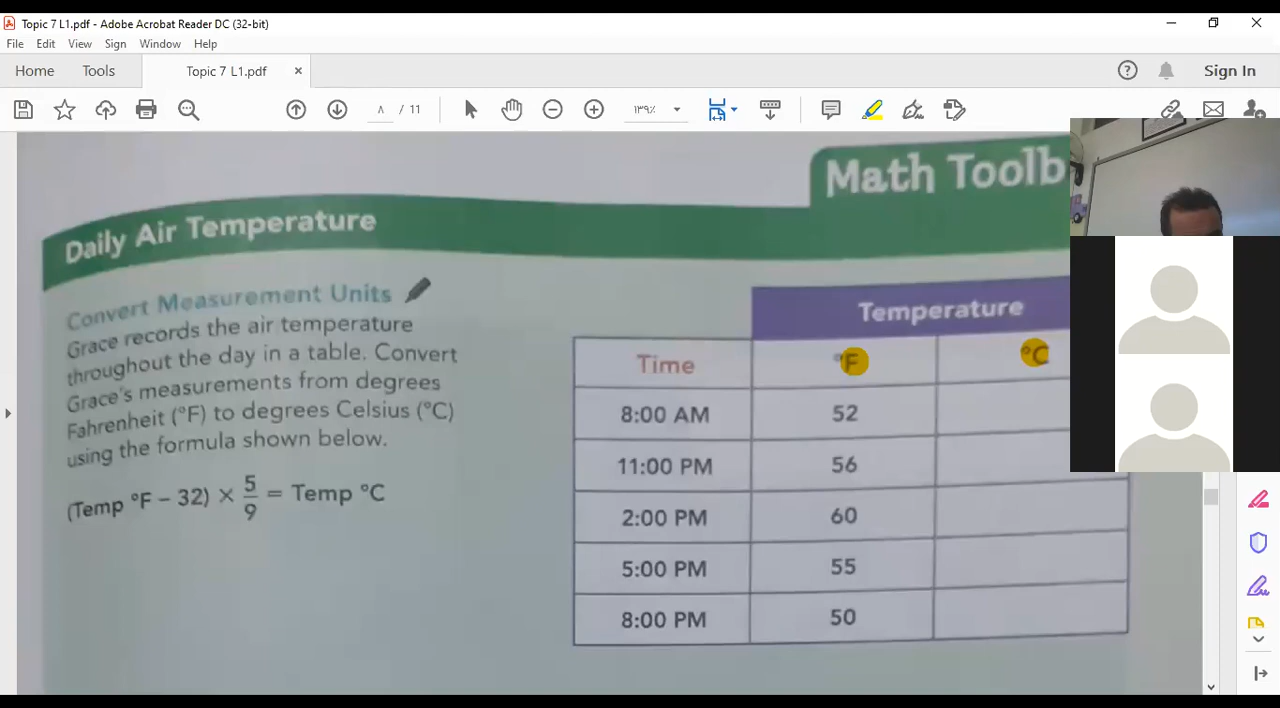 Topic 7 L1.pdf - Adobe Acrobat Reader DC (32-bit)
File Edit View Sign Window Help
Home Tools Topic 7 L1.pdf × Sign In
٨ / 11 ١٣٩٪
Math Toolb
Daily Air Temperature
Convert Measurement Units
Grace records the air temperature
throughout the day in a table. Convert
Grace's measurements from degrees
Fahrenheit (°F) to degrees Celsius (°C)
using the formula shown below.
(Temp °F − 32) × 5/9 = Temp °C
Temperature
Time °F °C
8:00 AM 52
11:00 PM 56
2:00 PM 60
5:00 PM 55
8:00 PM 50